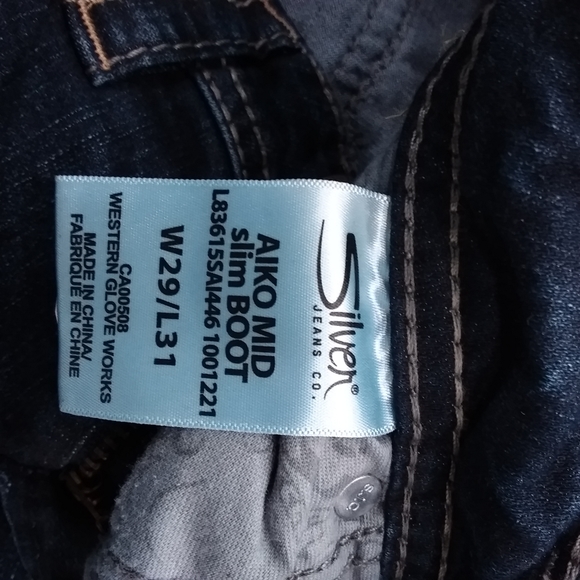 Silver®
JEANS CO.
AIKO MID
slim BOOT
L83615SAI446 1001221
W29/L31
CA00508
WESTERN GLOVE WORKS
MADE IN CHINA/
FABRIQUÉ EN CHINE